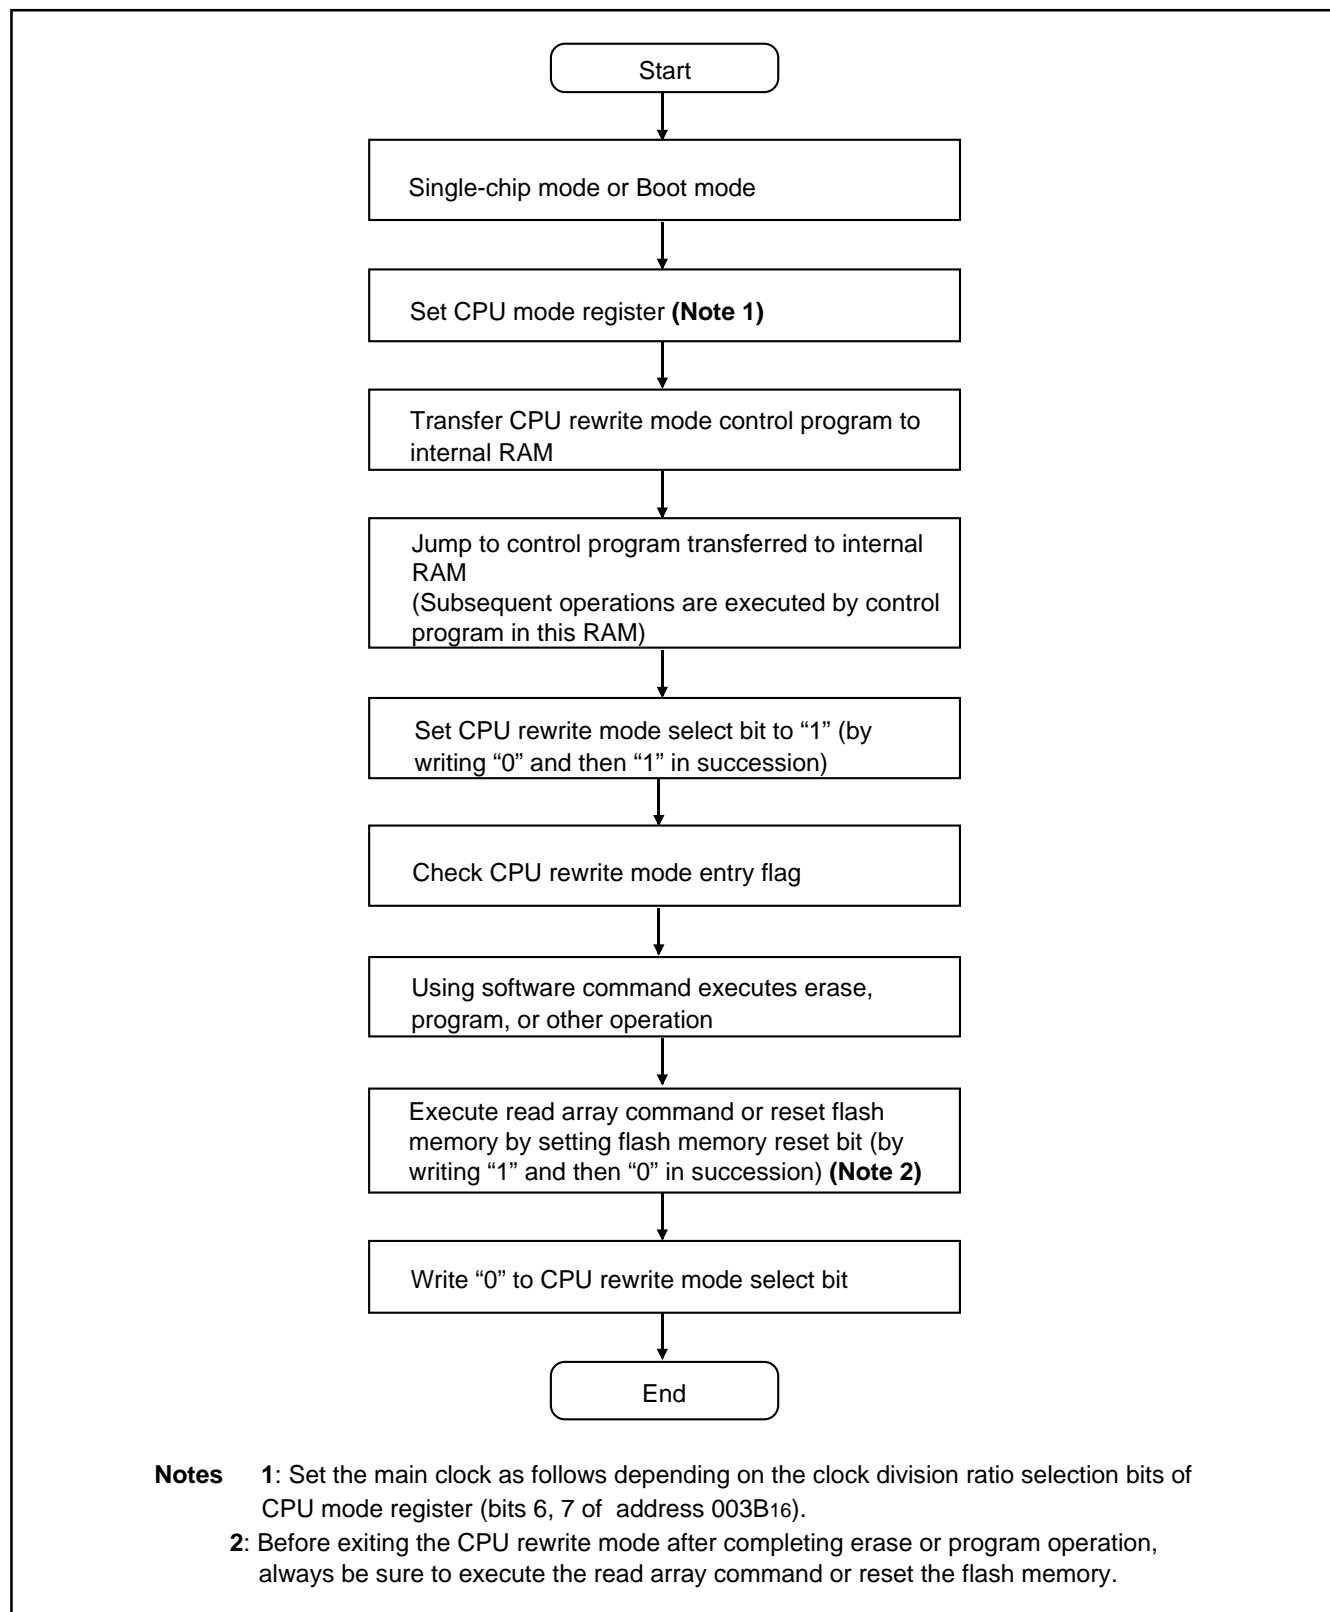 Start
Single-chip mode or Boot mode
Set CPU mode register (Note 1)
Transfer CPU rewrite mode control program to
internal RAM
Jump to control program transferred to internal
RAM
(Subsequent operations are executed by control
program in this RAM)
Set CPU rewrite mode select bit to “1” (by
writing “0” and then “1” in succession)
Check CPU rewrite mode entry flag
Using software command executes erase,
program, or other operation
Execute read array command or reset flash
memory by setting flash memory reset bit (by
writing “1” and then “0” in succession) (Note 2)
Write “0” to CPU rewrite mode select bit
End
Notes 1: Set the main clock as follows depending on the clock division ratio selection bits of
CPU mode register (bits 6, 7 of address 003B16).
2: Before exiting the CPU rewrite mode after completing erase or program operation,
always be sure to execute the read array command or reset the flash memory.